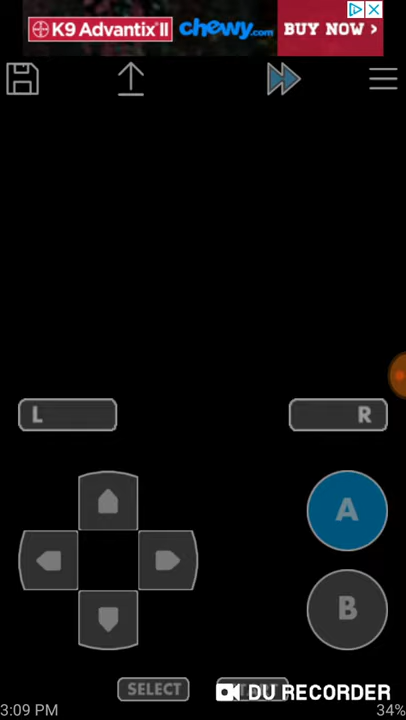 K9 Advantix II chewy.com BUY NOW >
L R
A
B
SELECT DU RECORDER
3:09 PM 34%